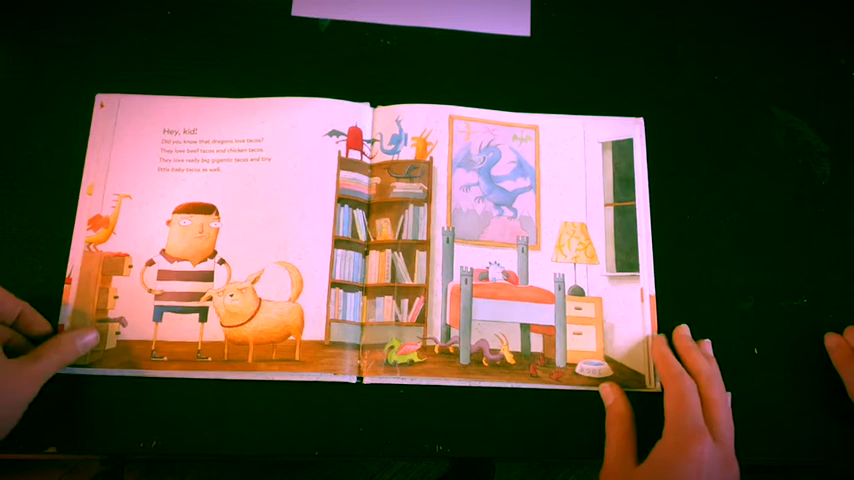 Hey, kid!
Did you know that dragons love tacos?
They love beef tacos and chicken tacos.
They love really big gigantic tacos and tiny
little baby tacos as well.